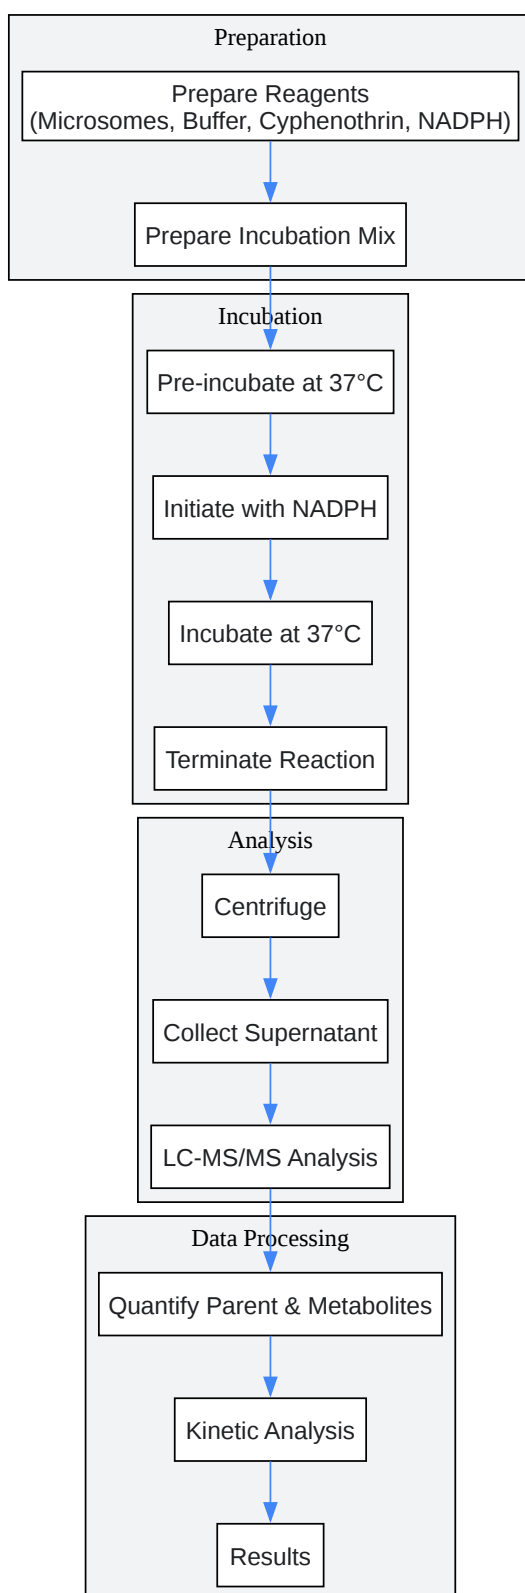 Preparation
Prepare Reagents
(Microsomes, Buffer, Cyphenothrin, NADPH)
Prepare Incubation Mix
Incubation
Pre-incubate at 37°C
Initiate with NADPH
Incubate at 37°C
Terminate Reaction
Analysis
Centrifuge
Collect Supernatant
LC-MS/MS Analysis
Data Processing
Quantify Parent & Metabolites
Kinetic Analysis
Results